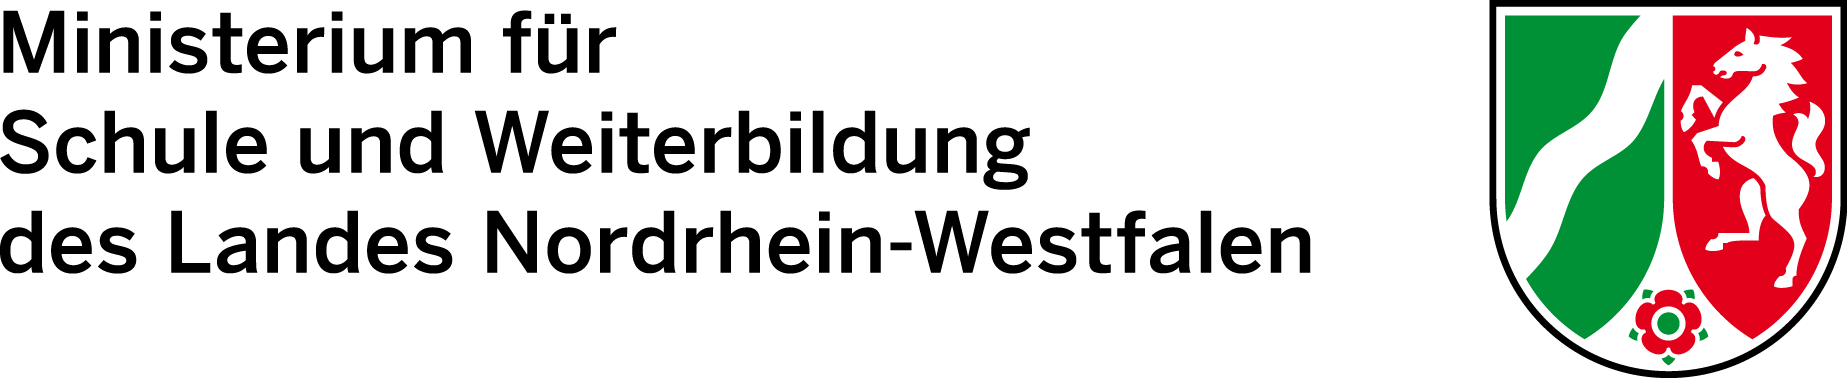 Ministerium für
Schule und Weiterbildung
des Landes Nordrhein-Westfalen